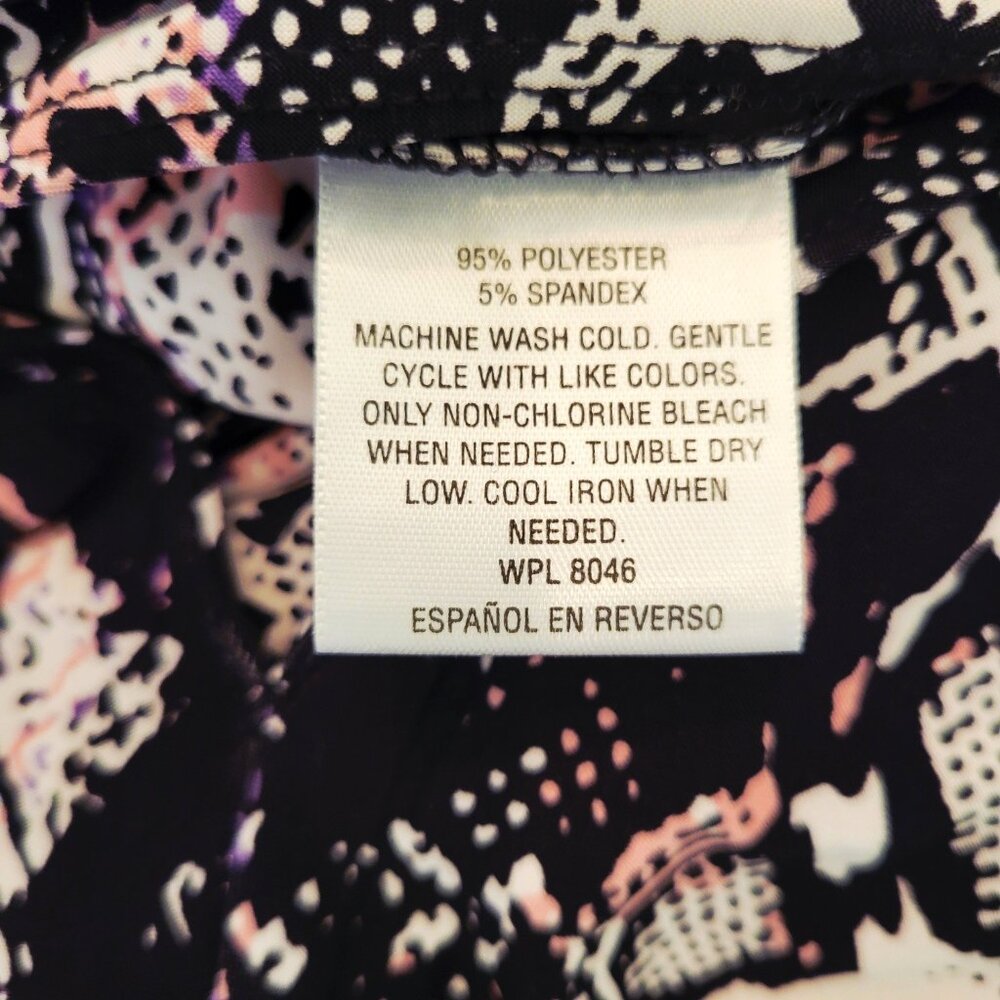 95% POLYESTER
5% SPANDEX
MACHINE WASH COLD. GENTLE
CYCLE WITH LIKE COLORS.
ONLY NON-CHLORINE BLEACH
WHEN NEEDED. TUMBLE DRY
LOW. COOL IRON WHEN
NEEDED.
WPL 8046
ESPAÑOL EN REVERSO